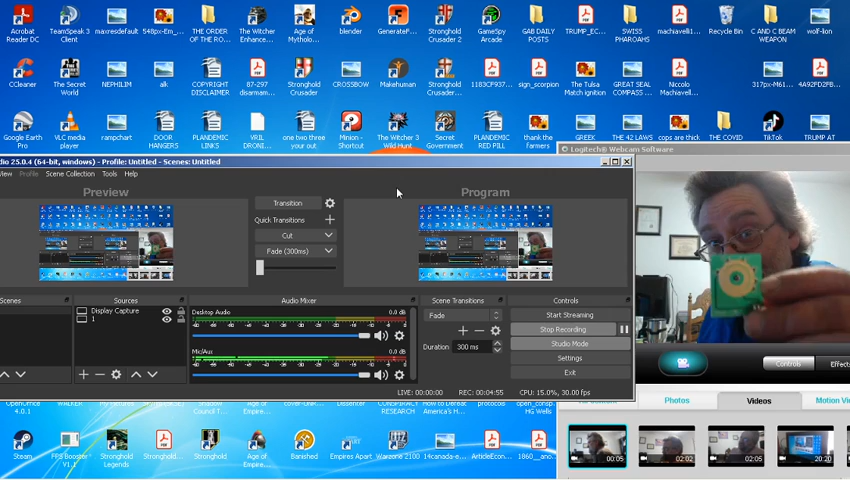 Acrobat Reader DC
TeamSpeak 3 Client
maxresdefault
548px-Em_...
THE ORDER OF THE RO...
The Witcher Enhance...
Age of Mytholo...
blender
GenerateF...
Stronghold Crusader 2
GameSpy Arcade
GAB DAILY POSTS
TRUMP_EC...
SWISS PHAROAHS
machiavelli1...
Recycle Bin
C AND C BEAM WEAPON
wolf-lion
CCleaner
The Secret World
NEPHILIM
alk
COPYRIGHT DISCLAIMER
87-297 disarmam...
Stronghold Crusader
CROSSBOW
Makehuman
Stronghold Crusader...
1183CF937...
sign_scorpion
The Tulsa Match ignition
GREAT SEAL COMPASS ...
Niccolo Machiavelli...
317px-M61...
4A92FD2FB...
Google Earth Pro
VLC media player
rampchart
DOOR HANGERS
PLANDEMIC LINKS
VRIL DRONI...
one two three your out
Minion - Shortcut
The Witcher 3 Wild Hunt
Secret Government
PLANDEMIC RED PILL
thank the farmers
GREEK
THE 42 LAWS
cops are thick
THE COVID
TikTok
TRUMP AT
dio 25.0.4 (64-bit, windows) - Profile: Untitled - Scenes: Untitled
Logitech® Webcam Software
View
Profile
Scene Collection
Tools
Help
Preview
Transition
Program
Quick Transitions
Cut
Fade (300ms)
Scenes
Sources
Audio Mixer
Scene Transitions
Controls
Display Capture
1
Desktop Audio
0.0 dB
Mic/Aux
0.0 dB
Fade
Duration
300 ms
Start Streaming
Stop Recording
Studio Mode
Settings
Exit
LIVE: 00:00:00
REC: 00:04:55
CPU: 15.0%, 30.00 fps
Controls
Effects
Photos
Videos
Motion Vi
00:05
02:02
02:05
20:20
OpenOffice 4.0.1
Shadow Council T...
Age of Empire...
Dissenter
CONSPIRACY RESEARCH
How to Defeat America's H...
protocols
open_consp... HG Wells
Steam
FPS Booster V1.1
Stronghold Legends
Stronghold...
Stronghold
Age of Empire...
Banished
Empires Apart
Warzone 2100
14canada-e...
ArticleEcon...
1860__ano...